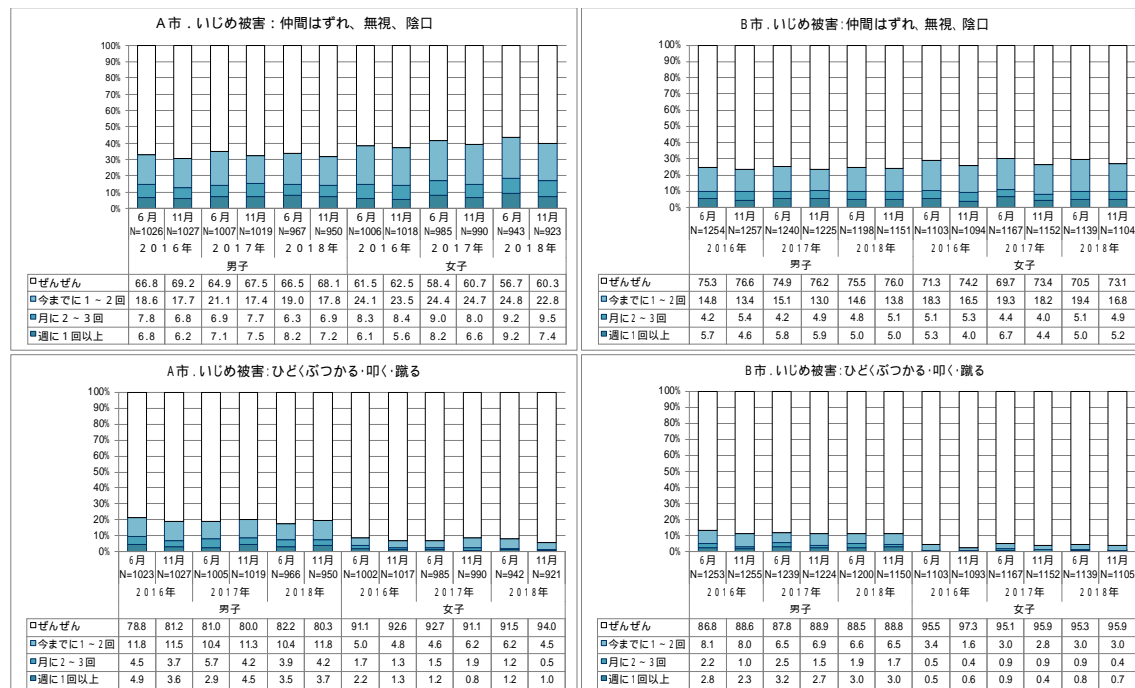 A市．いじめ被害：仲間はずれ、無視、陰口
100%
90%
80%
70%
60%
50%
40%
30%
20%
10%
0%
6月 11月 6月 11月 6月 11月 6月 11月 6月 11月 6月 11月
N=1026 N=1027 N=1007 N=1019 N=967 N=950 N=1006 N=1018 N=985 N=990 N=943 N=923
2016年 2017年 2018年 2016年 2017年 2018年
男子 女子
ぜんぜん 66.8 69.2 64.9 67.5 66.5 68.1 61.5 62.5 58.4 60.7 56.7 60.3
今までに1～2回 18.6 17.7 21.1 17.4 19.0 17.8 24.1 23.5 24.4 24.7 24.8 22.8
月に2～3回 7.8 6.8 6.9 7.7 6.3 6.9 8.3 8.4 9.0 8.0 9.2 9.5
週に1回以上 6.8 6.2 7.1 7.5 8.2 7.2 6.1 5.6 8.2 6.6 9.2 7.4
B市．いじめ被害:仲間はずれ、無視、陰口
100%
90%
80%
70%
60%
50%
40%
30%
20%
10%
0%
6月 11月 6月 11月 6月 11月 6月 11月 6月 11月 6月 11月
N=1254 N=1257 N=1240 N=1225 N=1198 N=1151 N=1103 N=1094 N=1167 N=1152 N=1139 N=1104
2016年 2017年 2018年 2016年 2017年 2018年
男子 女子
ぜんぜん 75.3 76.6 74.9 76.2 75.5 76.0 71.3 74.2 69.7 73.4 70.5 73.1
今までに1～2回 14.8 13.4 15.1 13.0 14.6 13.8 18.3 16.5 19.3 18.2 19.4 16.8
月に2～3回 4.2 5.4 4.2 4.9 4.8 5.1 5.1 5.3 4.4 4.0 5.1 4.9
週に1回以上 5.7 4.6 5.8 5.9 5.0 5.0 5.3 4.0 6.7 4.4 5.0 5.2
A市．いじめ被害:ひどくぶつかる・叩く・蹴る
100%
90%
80%
70%
60%
50%
40%
30%
20%
10%
0%
6月 11月 6月 11月 6月 11月 6月 11月 6月 11月 6月 11月
N=1023 N=1027 N=1005 N=1019 N=966 N=950 N=1002 N=1017 N=985 N=990 N=942 N=921
2016年 2017年 2018年 2016年 2017年 2018年
男子 女子
ぜんぜん 78.8 81.2 81.0 80.0 82.2 80.3 91.1 92.6 92.7 91.1 91.5 94.0
今までに1～2回 11.8 11.5 10.4 11.3 10.4 11.8 5.0 4.8 4.6 6.2 6.2 4.5
月に2～3回 4.5 3.7 5.7 4.2 3.9 4.2 1.7 1.3 1.5 1.9 1.2 0.5
週に1回以上 4.9 3.6 2.9 4.5 3.5 3.7 2.2 1.3 1.2 0.8 1.2 1.0
B市．いじめ被害:ひどくぶつかる・叩く・蹴る
100%
90%
80%
70%
60%
50%
40%
30%
20%
10%
0%
6月 11月 6月 11月 6月 11月 6月 11月 6月 11月 6月 11月
N=1253 N=1255 N=1239 N=1224 N=1200 N=1150 N=1103 N=1093 N=1167 N=1152 N=1139 N=1105
2016年 2017年 2018年 2016年 2017年 2018年
男子 女子
ぜんぜん 86.8 88.6 87.8 88.9 88.5 88.8 95.5 97.3 95.1 95.9 95.3 95.9
今までに1～2回 8.1 8.0 6.5 6.9 6.6 6.5 3.4 1.6 3.0 2.8 3.0 3.0
月に2～3回 2.2 1.0 2.5 1.5 1.9 1.7 0.5 0.4 0.9 0.9 0.9 0.4
週に1回以上 2.8 2.3 3.2 2.7 3.0 3.0 0.5 0.6 0.9 0.4 0.8 0.7